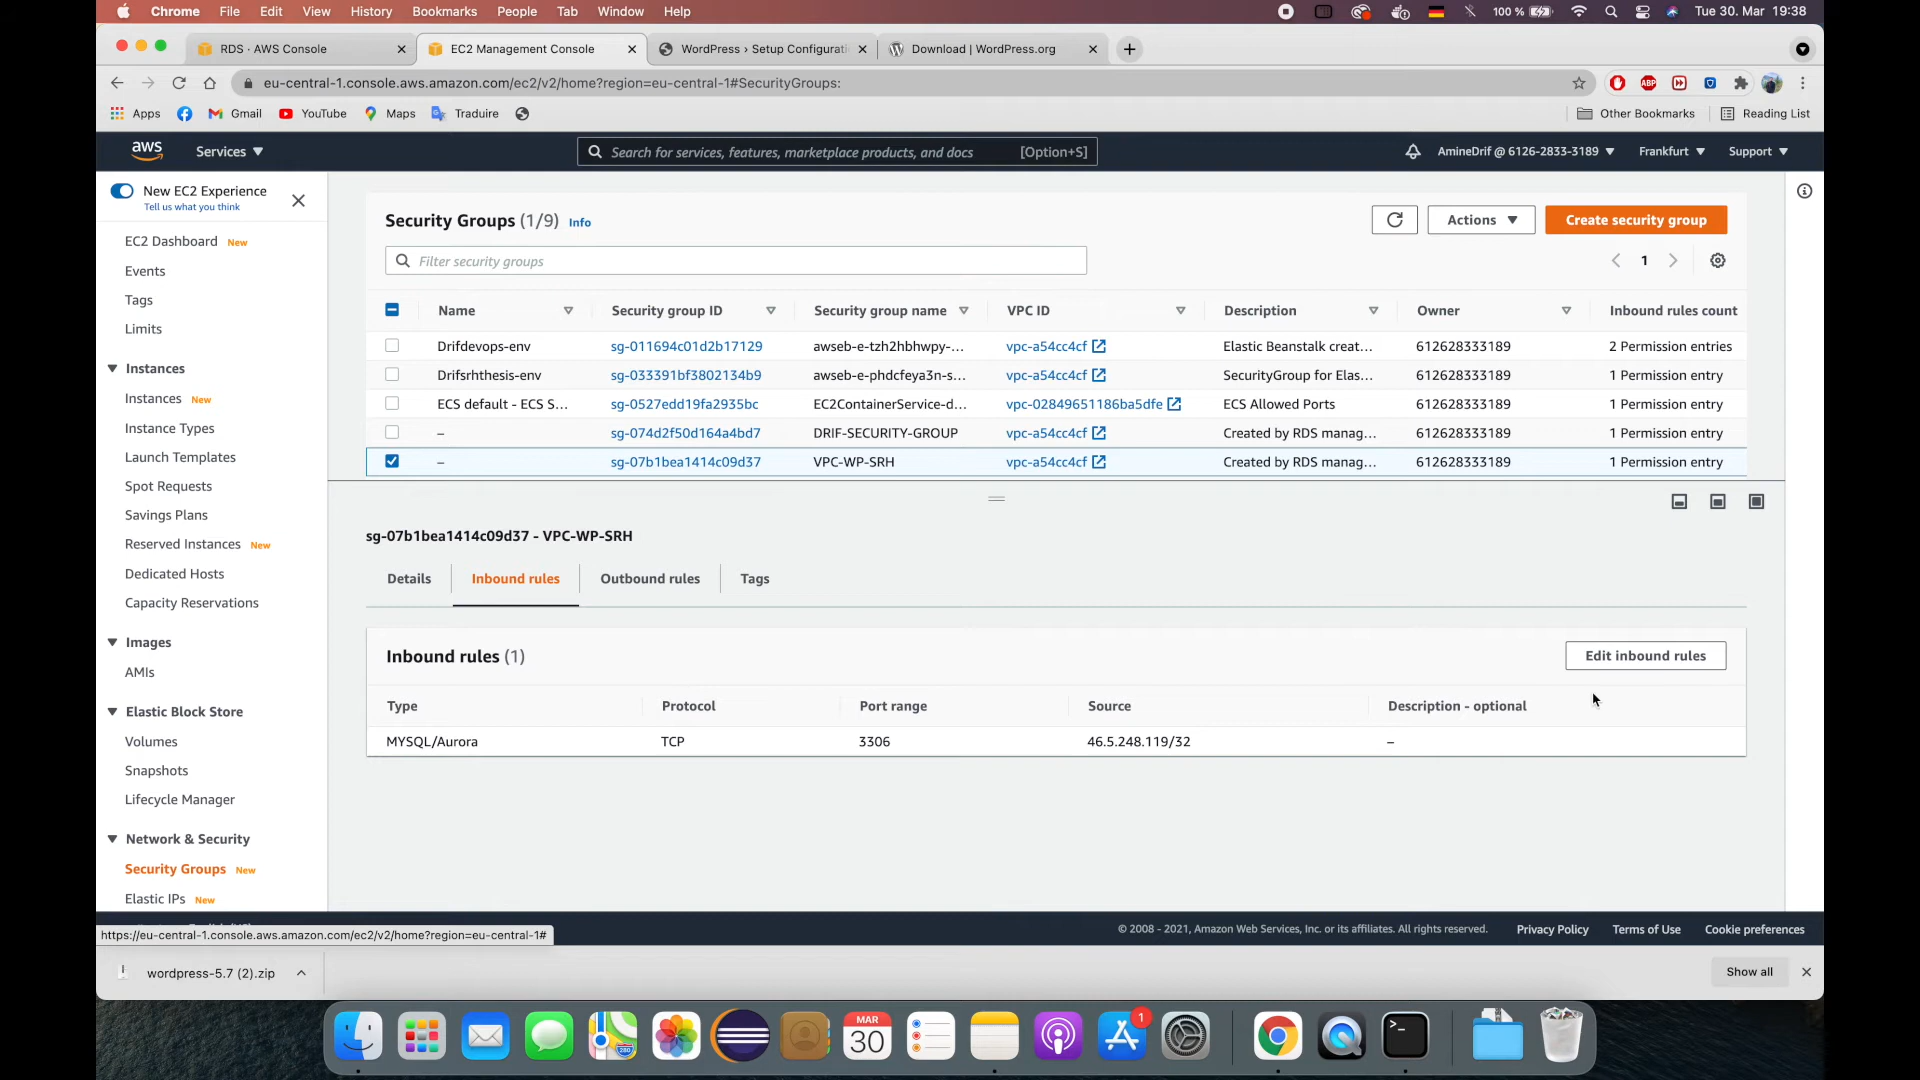 Chrome File Edit View History Bookmarks People Tab Window Help 100 % Tue 30. Mar 19:38
RDS · AWS Console EC2 Management Console WordPress › Setup Configurati Download | WordPress.org
eu-central-1.console.aws.amazon.com/ec2/v2/home?region=eu-central-1#SecurityGroups:
Apps Gmail YouTube Maps Traduire Other Bookmarks Reading List
aws Services Search for services, features, marketplace products, and docs [Option+S] AmineDrif @ 6126-2833-3189 Frankfurt Support
New EC2 Experience
Tell us what you think
EC2 Dashboard New
Events
Tags
Limits
Instances
Instances New
Instance Types
Launch Templates
Spot Requests
Savings Plans
Reserved Instances New
Dedicated Hosts
Capacity Reservations
Images
AMIs
Elastic Block Store
Volumes
Snapshots
Lifecycle Manager
Network & Security
Security Groups New
Elastic IPs New
Security Groups (1/9) Info Actions Create security group
Filter security groups 1
Name Security group ID Security group name VPC ID Description Owner Inbound rules count
Drifdevops-env sg-011694c01d2b17129 awseb-e-tzh2hbhwpy-... vpc-a54cc4cf Elastic Beanstalk creat... 612628333189 2 Permission entries
Drifsrhthesis-env sg-033391bf3802134b9 awseb-e-phdcfeya3n-s... vpc-a54cc4cf SecurityGroup for Elas... 612628333189 1 Permission entry
ECS default - ECS S... sg-0527edd19fa2935bc EC2ContainerService-d... vpc-02849651186ba5dfe ECS Allowed Ports 612628333189 1 Permission entry
– sg-074d2f50d164a4bd7 DRIF-SECURITY-GROUP vpc-a54cc4cf Created by RDS manag... 612628333189 1 Permission entry
– sg-07b1bea1414c09d37 VPC-WP-SRH vpc-a54cc4cf Created by RDS manag... 612628333189 1 Permission entry
sg-07b1bea1414c09d37 - VPC-WP-SRH
Details Inbound rules Outbound rules Tags
Inbound rules (1) Edit inbound rules
Type Protocol Port range Source Description - optional
MYSQL/Aurora TCP 3306 46.5.248.119/32 –
© 2008 - 2021, Amazon Web Services, Inc. or its affiliates. All rights reserved. Privacy Policy Terms of Use Cookie preferences
https://eu-central-1.console.aws.amazon.com/ec2/v2/home?region=eu-central-1#
wordpress-5.7 (2).zip Show all
MAR
30
280
1